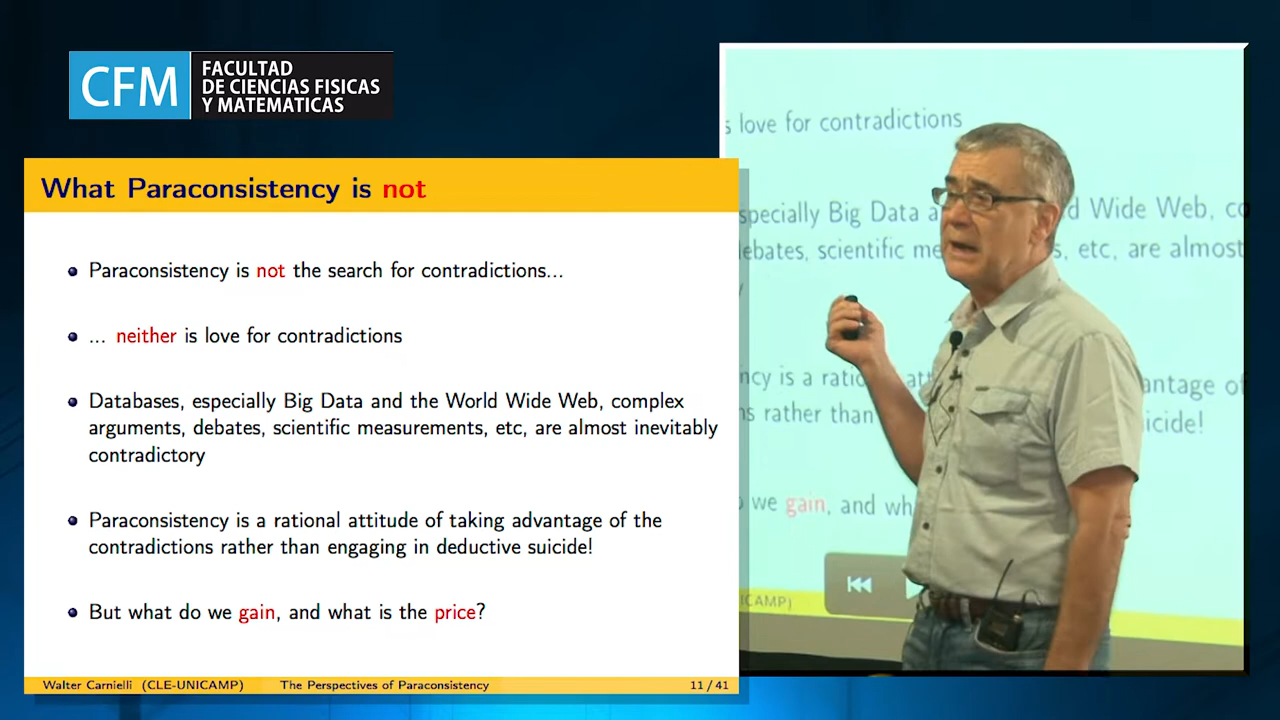 CFM
FACULTAD
DE CIENCIAS FISICAS
Y MATEMATICAS
What Paraconsistency is not
Paraconsistency is not the search for contradictions...
... neither is love for contradictions
Databases, especially Big Data and the World Wide Web, complex
arguments, debates, scientific measurements, etc, are almost inevitably
contradictory
Paraconsistency is a rational attitude of taking advantage of the
contradictions rather than engaging in deductive suicide!
But what do we gain, and what is the price?
Walter Carnielli (CLE-UNICAMP) The Perspectives of Paraconsistency 11 / 41
s love for contradictions
specially Big Data a d Wide Web, co
debates, scientific me s, etc, are almost
y
ncy is a ratio att antage of
ns rather than icide!
we gain, and wh
ICAMP)